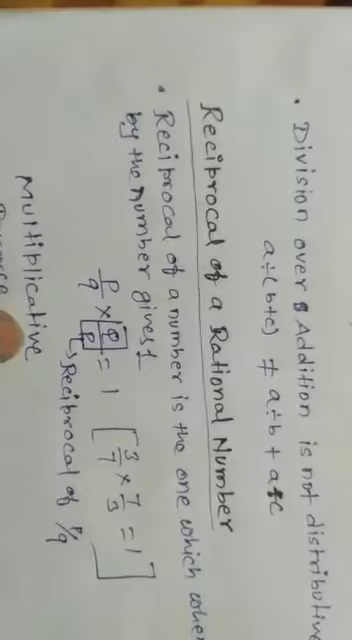 • Division over Addition is not distributive
a÷(b+c) ≠ a÷b + a÷c
Reciprocal of a Rational Number
• Reciprocal of a number is the one which when
by the number gives 1
p/q × q/p = 1 [3/7 × 7/3 = 1]
↳ Reciprocal of p/q
Multiplicative